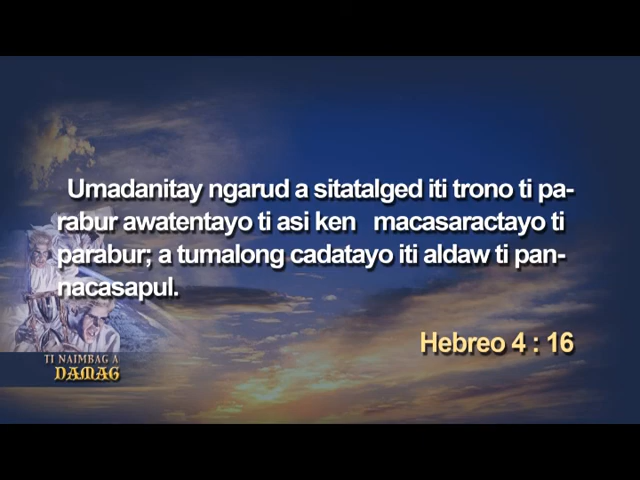 Umadanitay ngarud a sitatalged iti trono ti pa-
rabur awatentayo ti asi ken macasaractayo ti
parabur; a tumalong cadatayo iti aldaw ti pan-
nacasapul.
Hebreo 4 : 16
TI NAIMBAG A
DAMAG